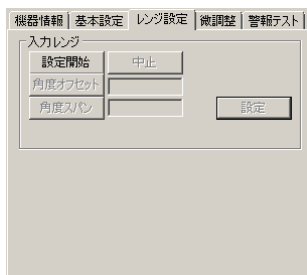 機器情報 基本設定 レンジ設定 微調整 警報テスト
入力レンジ
設定開始 中止
角度オフセット
角度スパン 設定